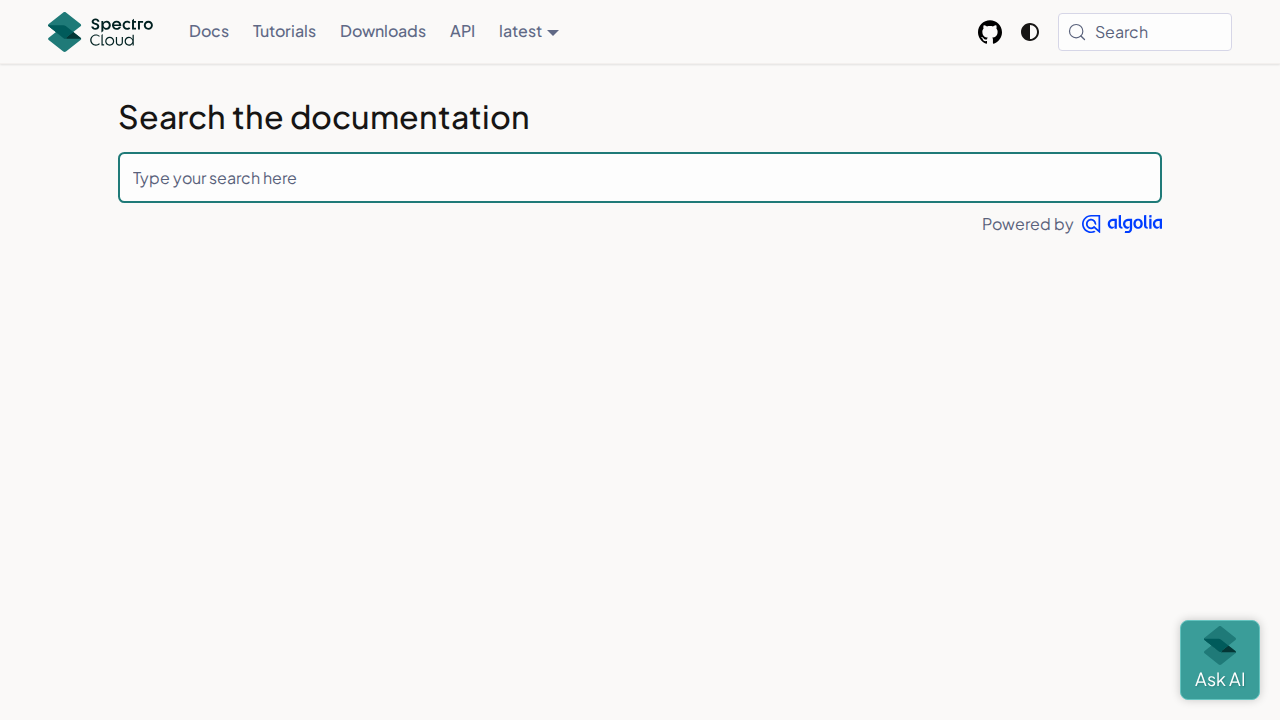 Spectro Cloud
Docs
Tutorials
Downloads
API
latest
Search
Search the documentation
Type your search here
Powered by algolia
Ask AI